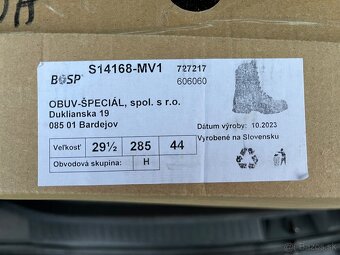 BOSP
S14168-MV1
727217
606060
OBUV-ŠPECIÁL, spol. s r.o.
Duklianska 19
085 01 Bardejov
Dátum výroby: 10.2023
Vyrobené na Slovensku
Veľkosť 29½ 285 44
Obvodová skupina: H